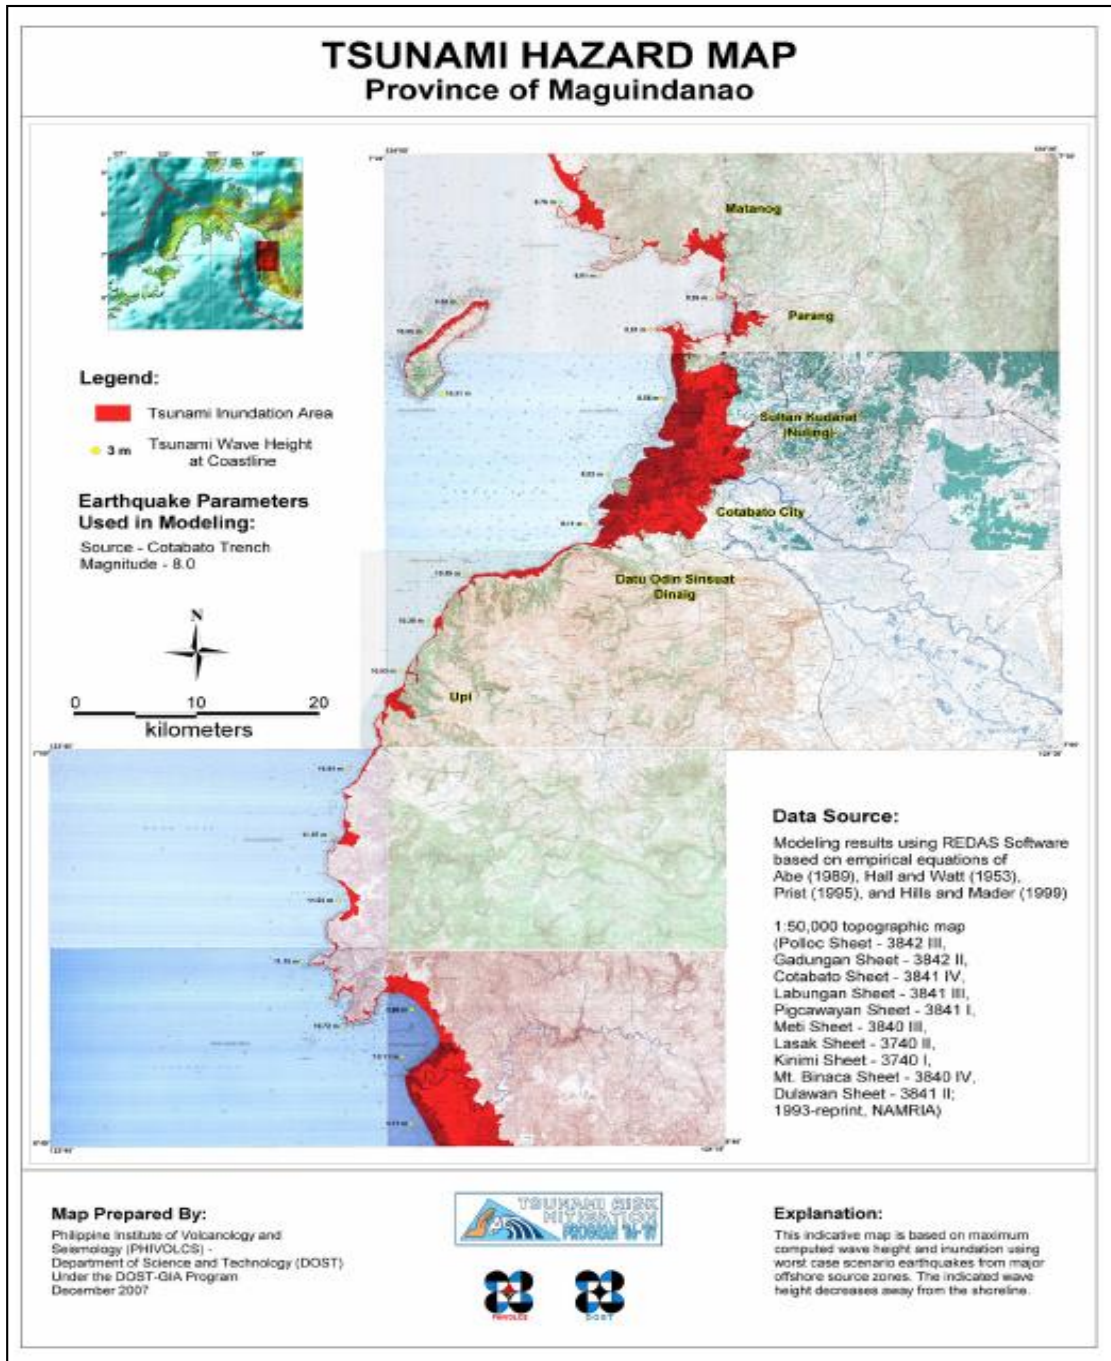 TSUNAMI HAZARD MAP
Province of Maguindanao
Matanog
Parang
Legend:
Tsunami Inundation Area
3 m
Tsunami Wave Height
at Coastline
Sultan Kudarat
(Nuling)
Earthquake Parameters
Used in Modeling:
Source - Cotabato Trench
Magnitude - 8.0
Cotabato City
Datu Odin Sinsuat
Dinaig
N
Upi
0 10 20
kilometers
Data Source:
Modeling results using REDAS Software
based on empirical equations of
Abe (1989), Hall and Watt (1953),
Prist (1995), and Hills and Mader (1999)
1:50,000 topographic map
(Polloc Sheet - 3842 III,
Gadungan Sheet - 3842 II,
Cotabato Sheet - 3841 IV,
Labungan Sheet - 3841 III,
Pigcawayan Sheet - 3841 I,
Meti Sheet - 3840 III,
Lasak Sheet - 3740 II,
Kinimi Sheet - 3740 I,
Mt. Binaca Sheet - 3840 IV,
Dulawan Sheet - 3841 II;
1993-reprint, NAMRIA)
Map Prepared By:
Philippine Institute of Volcanology and
Seismology (PHIVOLCS) -
Department of Science and Technology (DOST)
Under the DOST-GIA Program
December 2007
TSUNAMI RISK
MITIGATION
PROGRAM
PHIVOLCS
DOST
Explanation:
This indicative map is based on maximum
computed wave height and inundation using
worst case scenario earthquakes from major
offshore source zones. The indicated wave
height decreases away from the shoreline.